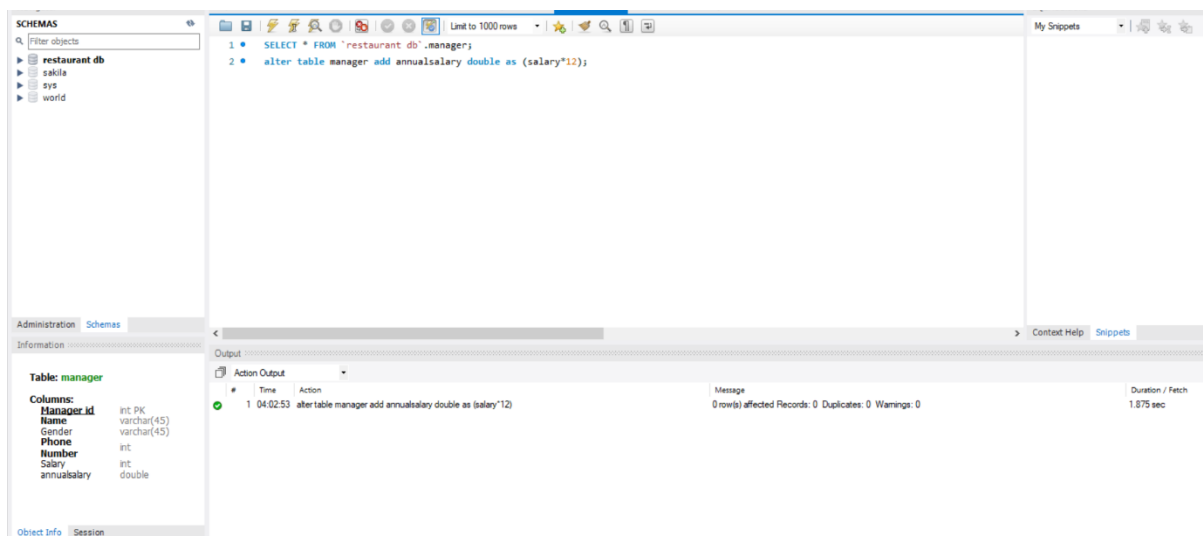 SCHEMAS
Filter objects
restaurant db
sakila
sys
world
Administration Schemas
Information
Table: manager
Columns:
Manager id int PK
Name varchar(45)
Gender varchar(45)
Phone
Number int
Salary int
annualsalary double
Object Info Session
Limit to 1000 rows
1 SELECT * FROM `restaurant db`.manager;
2 alter table manager add annualsalary double as (salary*12);
My Snippets
Context Help Snippets
Output
Action Output
# Time Action Message Duration / Fetch
1 04:02:53 alter table manager add annualsalary double as (salary*12) 0 row(s) affected Records: 0 Duplicates: 0 Warnings: 0 1.875 sec